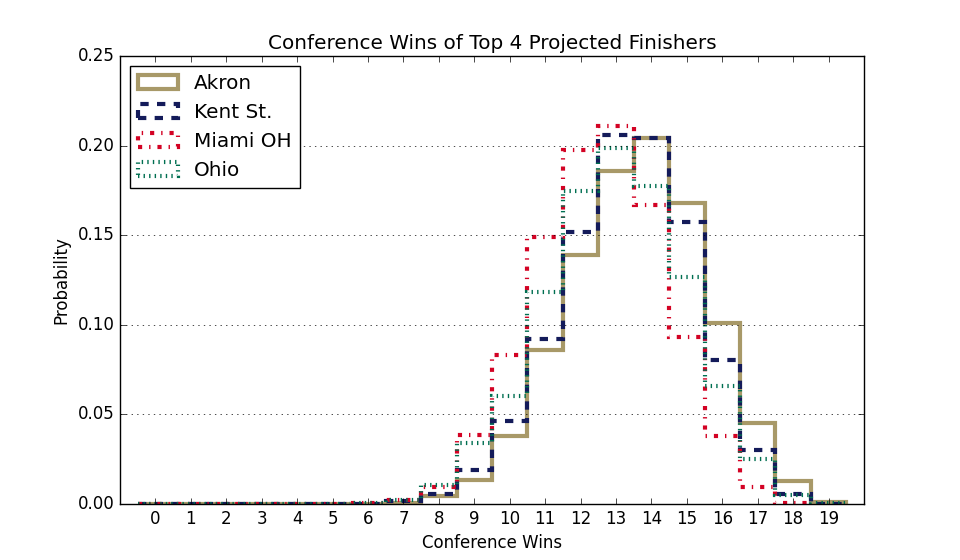 Conference Wins of Top 4 Projected Finishers
0.25
0.20
0.15
0.10
0.05
0.00
Probability
Akron
Kent St.
Miami OH
Ohio
0 1 2 3 4 5 6 7 8 9 10 11 12 13 14 15 16 17 18 19
Conference Wins